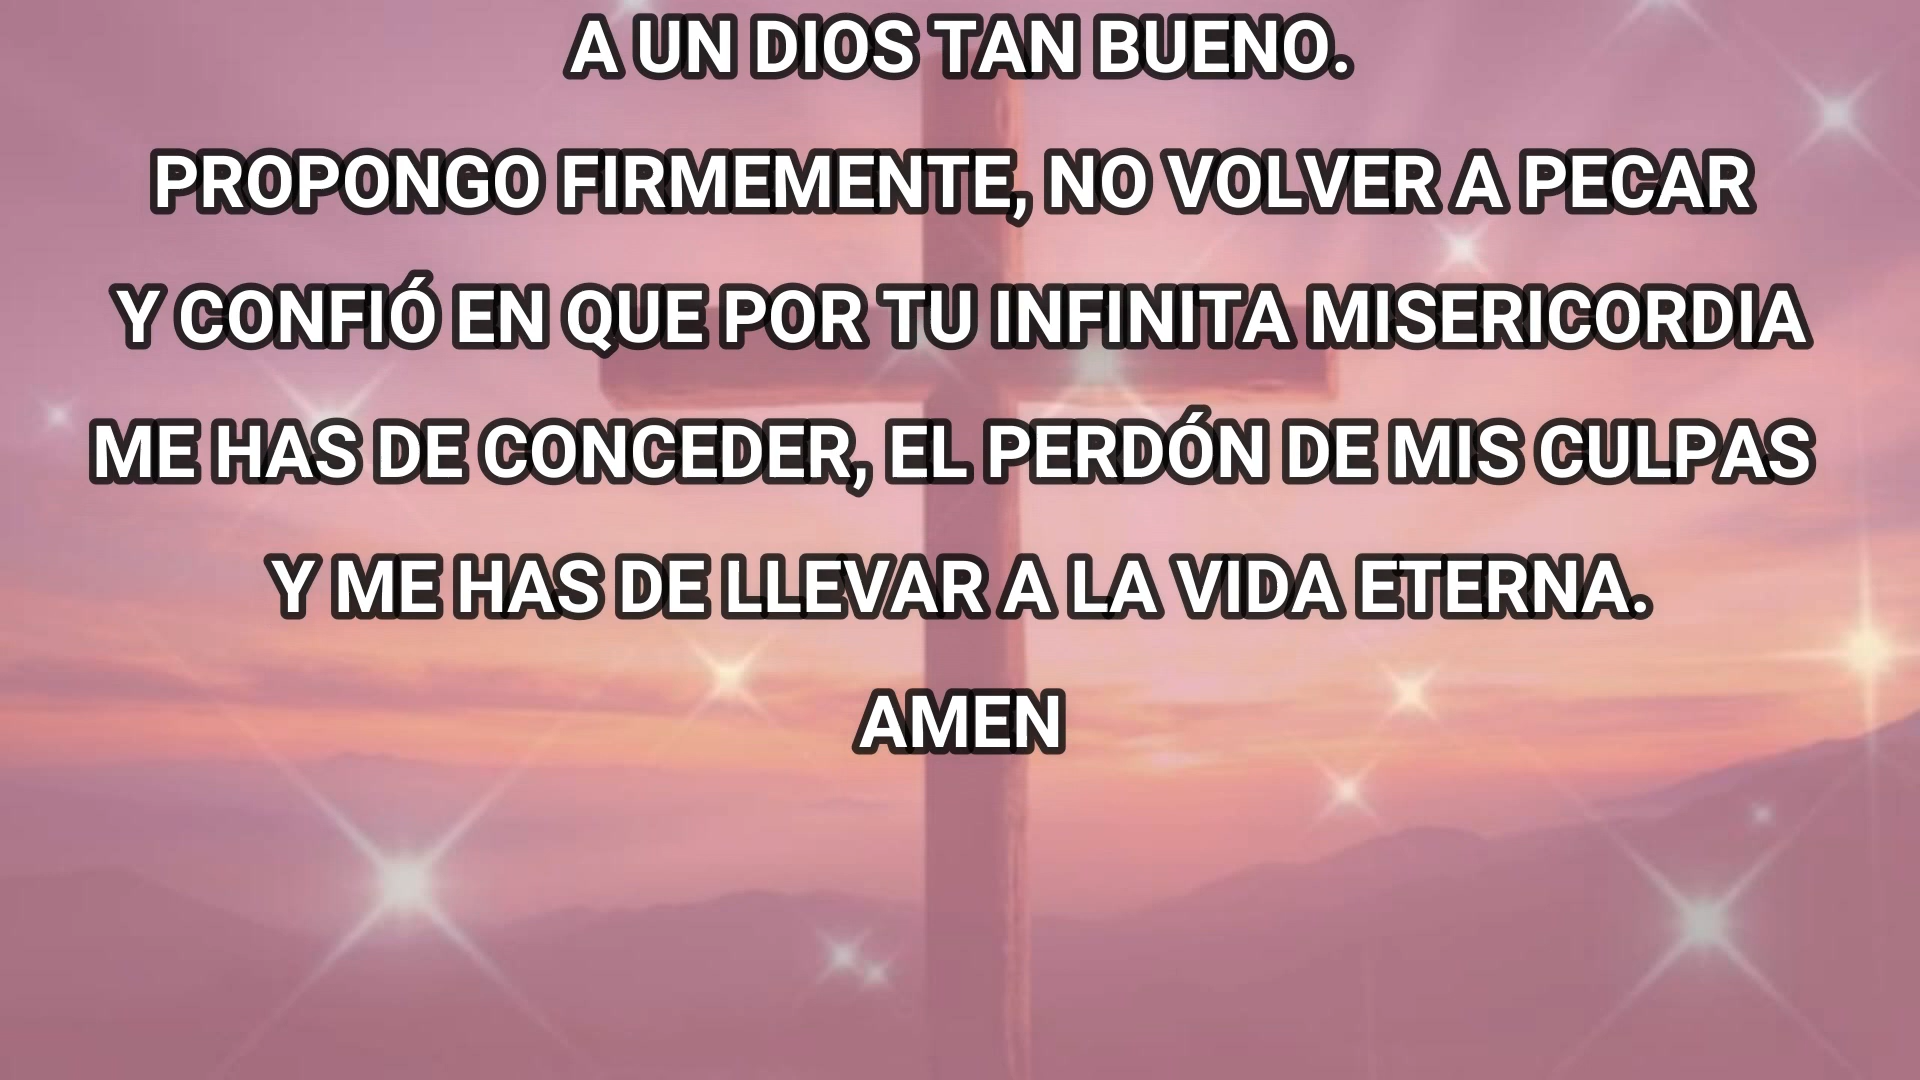 A UN DIOS TAN BUENO.
PROPONGO FIRMEMENTE, NO VOLVER A PECAR
Y CONFIÓ EN QUE POR TU INFINITA MISERICORDIA
ME HAS DE CONCEDER, EL PERDÓN DE MIS CULPAS
Y ME HAS DE LLEVAR A LA VIDA ETERNA.
AMEN